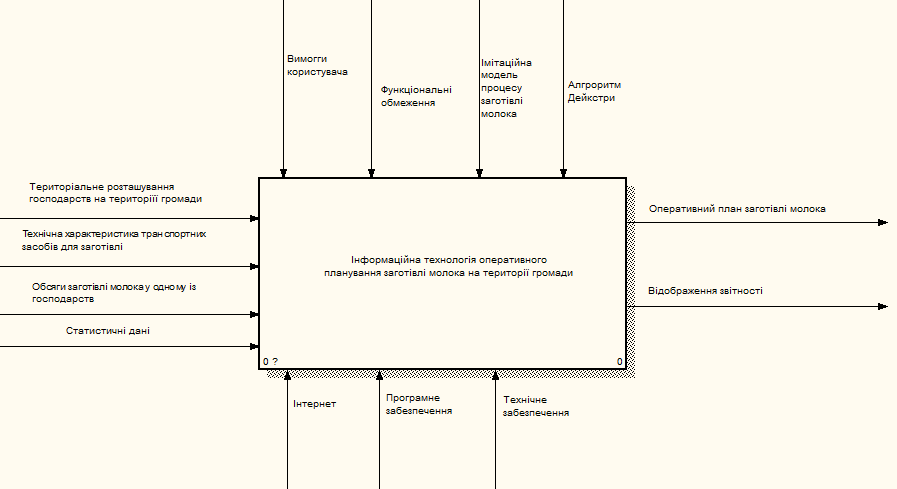 Вимогги
користувача
Функціональні
обмеження
Імітаційна
модель
процесу
заготівлі
молока
Алгроритм
Дейкстри
Територіальне розташування
господарств на територіїї громади
Технічна характеристика транспортних
засобів для заготівлі
Обсяги заготівлі молока у одному із
господарств
Статистичні дані
Інформаційна технологія оперативного
планування заготівлі молока на території громади
0 ?
0
Оперативний план заготівлі молока
Відображення звітності
Інтернет
Програмне
забезпечення
Технічне
забезпечення